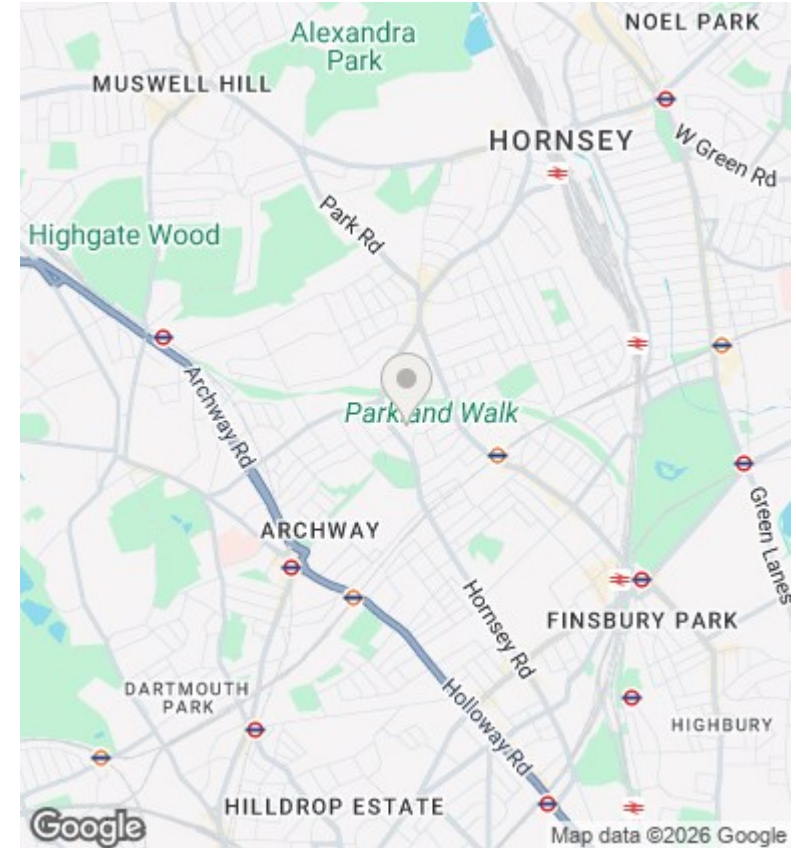 NOEL PARK
Alexandra
Park
MUSWELL HILL
HORNSEY
W Green Rd
Park Rd
Highgate Wood
Archway Rd
Parkland Walk
ARCHWAY
Green Lanes
Hornsey Rd
FINSBURY PARK
DARTMOUTH
PARK
Holloway Rd
HIGHBURY
HILLDROP ESTATE
Google
Map data ©2026 Google